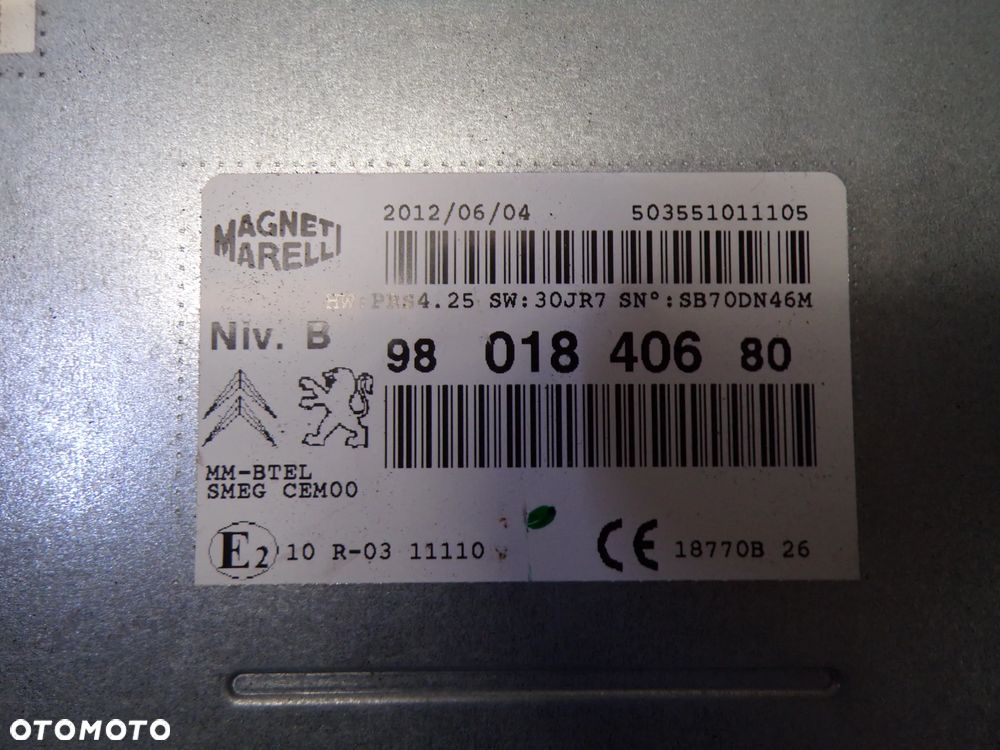 MAGNETI MARELLI
2012/06/04 503551011105
HW:PRS4.25 SW:30JR7 SN°:SB70DN46M
Niv. B
98 018 406 80
MM-BTEL
SMEG CEM00
E2 10 R-03 11110
CE 18770B 26
OTOMOTO